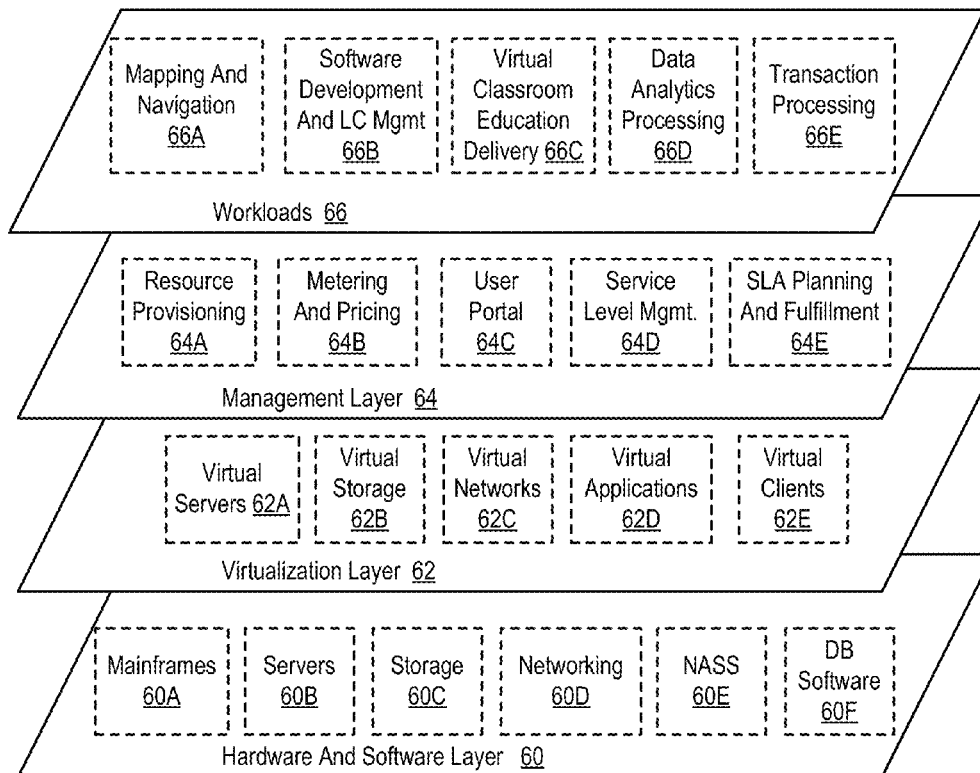 Mapping And
Navigation
66A
Software
Development
And LC Mgmt
66B
Virtual
Classroom
Education
Delivery 66C
Data
Analytics
Processing
66D
Transaction
Processing
66E
Workloads 66
Resource
Provisioning
64A
Metering
And Pricing
64B
User
Portal
64C
Service
Level Mgmt.
64D
SLA Planning
And Fulfillment
64E
Management Layer 64
Virtual
Servers 62A
Virtual
Storage
62B
Virtual
Networks
62C
Virtual
Applications
62D
Virtual
Clients
62E
Virtualization Layer 62
Mainframes
60A
Servers
60B
Storage
60C
Networking
60D
NASS
60E
DB
Software
60F
Hardware And Software Layer 60